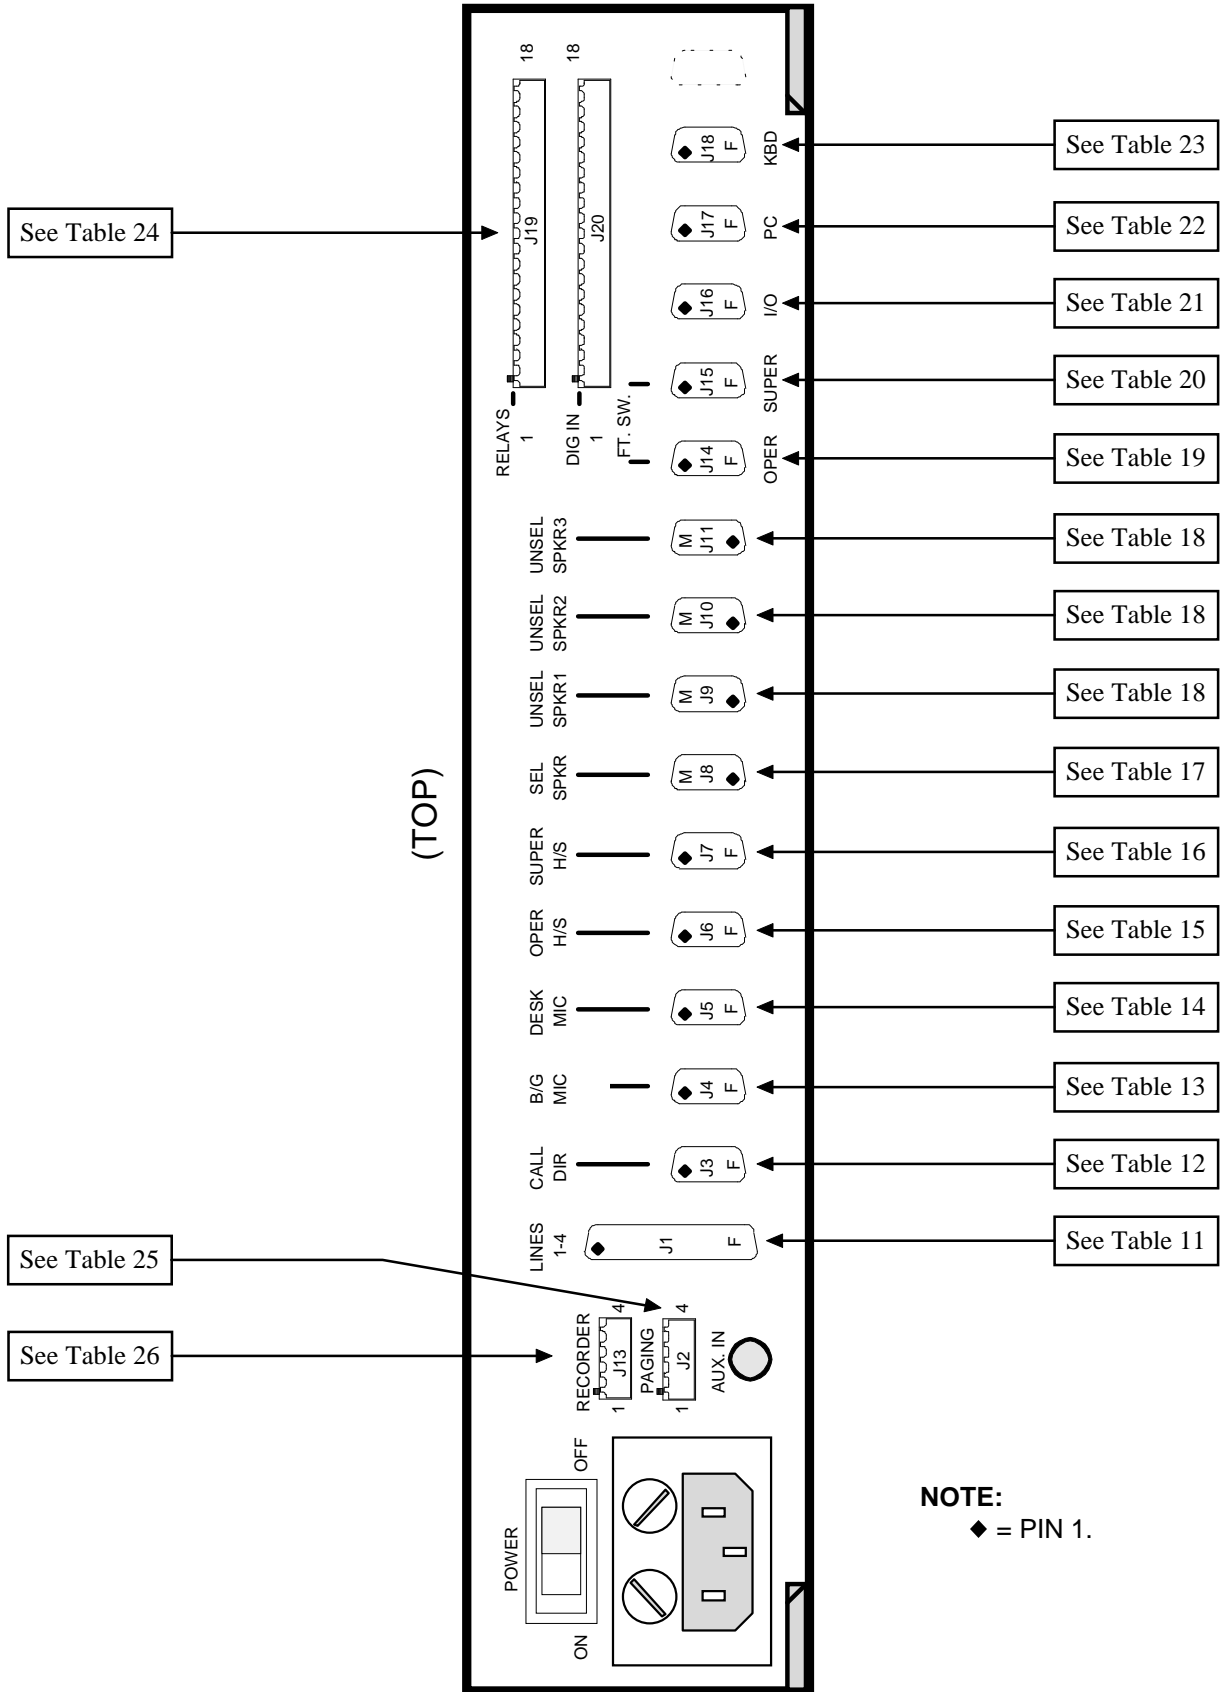 18
18
J18 F
KBD
See Table 23
See Table 24
J19
J20
J17 F
PC
See Table 22
J16 F
I/O
See Table 21
RELAYS
1
DIG IN
1
FT. SW.
J15 F
SUPER
See Table 20
J14 F
OPER
See Table 19
UNSEL
SPKR3
M J11
See Table 18
UNSEL
SPKR2
M J10
See Table 18
UNSEL
SPKR1
M J9
See Table 18
(TOP)
SEL
SPKR
M J8
See Table 17
SUPER
H/S
J7 F
See Table 16
OPER
H/S
J6 F
See Table 15
DESK
MIC
J5 F
See Table 14
B/G
MIC
J4 F
See Table 13
CALL
DIR
J3 F
See Table 12
LINES
1-4
J1 F
See Table 11
See Table 25
See Table 26
RECORDER
1 J13 4
PAGING
1 J2 4
AUX. IN
POWER
ON
OFF
NOTE:
◆ = PIN 1.